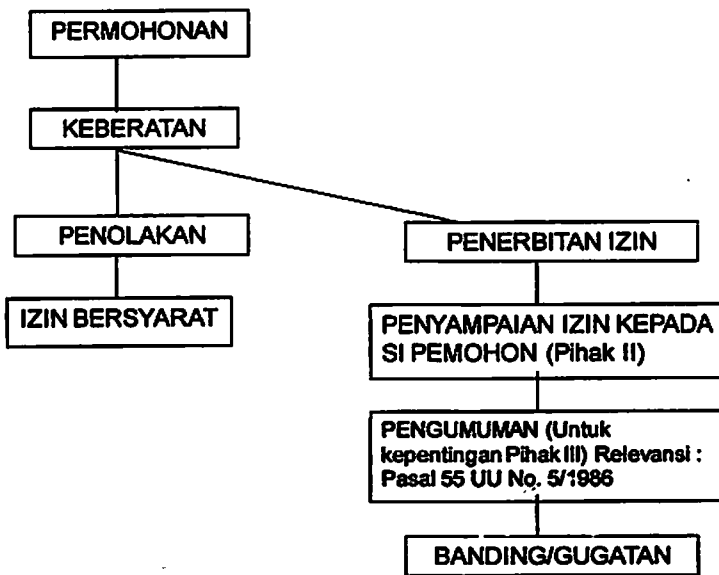 PERMOHONAN
KEBERATAN
PENOLAKAN
IZIN BERSYARAT
PENERBITAN IZIN
PENYAMPAIAN IZIN KEPADA
SI PEMOHON (Pihak II)
PENGUMUMAN (Untuk
kepentingan Pihak III) Relevansi :
Pasal 55 UU No. 5/1986
BANDING/GUGATAN